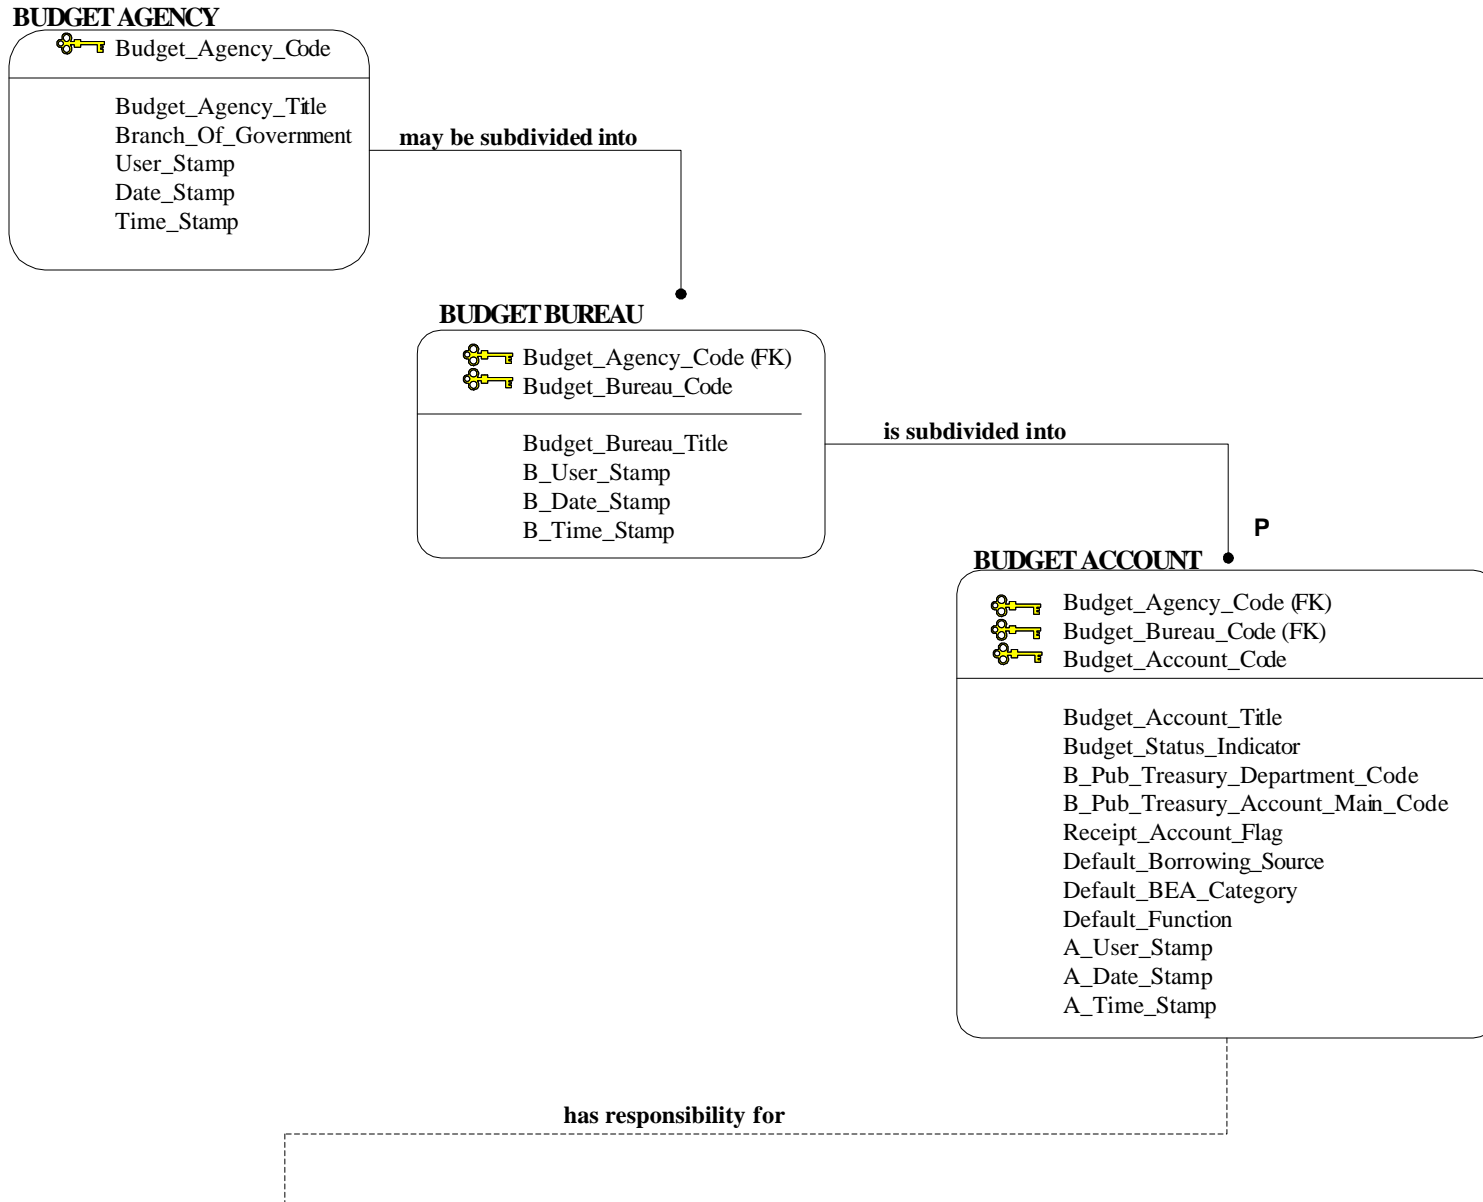 BUDGET AGENCY
Budget_Agency_Code
Budget_Agency_Title
Branch_Of_Government
User_Stamp
Date_Stamp
Time_Stamp
may be subdivided into
BUDGET BUREAU
Budget_Agency_Code (FK)
Budget_Bureau_Code
Budget_Bureau_Title
B_User_Stamp
B_Date_Stamp
B_Time_Stamp
is subdivided into
P
BUDGET ACCOUNT
Budget_Agency_Code (FK)
Budget_Bureau_Code (FK)
Budget_Account_Code
Budget_Account_Title
Budget_Status_Indicator
B_Pub_Treasury_Department_Code
B_Pub_Treasury_Account_Main_Code
Receipt_Account_Flag
Default_Borrowing_Source
Default_BEA_Category
Default_Function
A_User_Stamp
A_Date_Stamp
A_Time_Stamp
has responsibility for